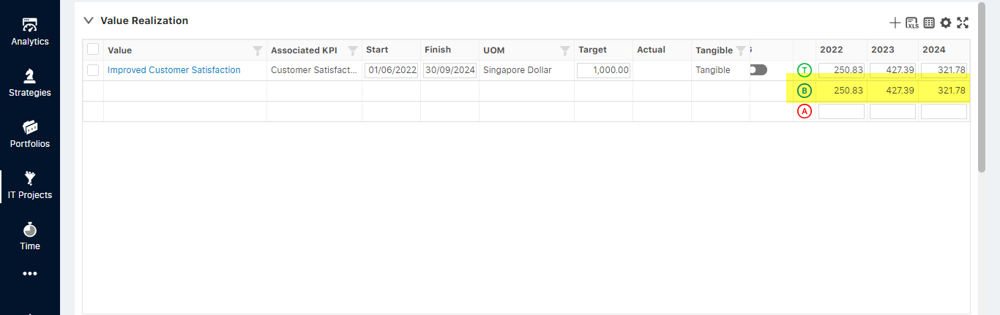 Analytics
Strategies
Portfolios
IT Projects
Time
Value Realization
XLS
Value Associated KPI Start Finish UOM Target Actual Tangible 2022 2023 2024
Improved Customer Satisfaction Customer Satisfact... 01/06/2022 30/09/2024 Singapore Dollar 1,000.00 Tangible T 250.83 427.39 321.78
B 250.83 427.39 321.78
A